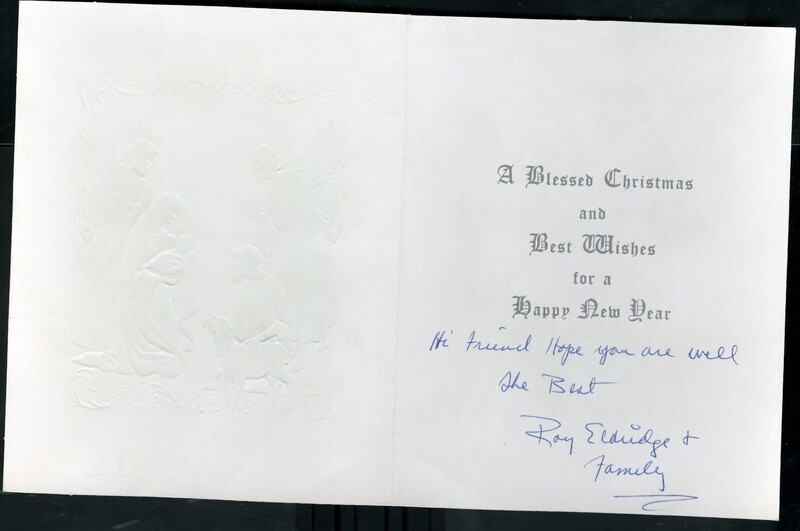 A Blessed Christmas
and
Best Wishes
for a
Happy New Year
Hi Friend Hope you are well
the Best
Roy Eldridge &
Family